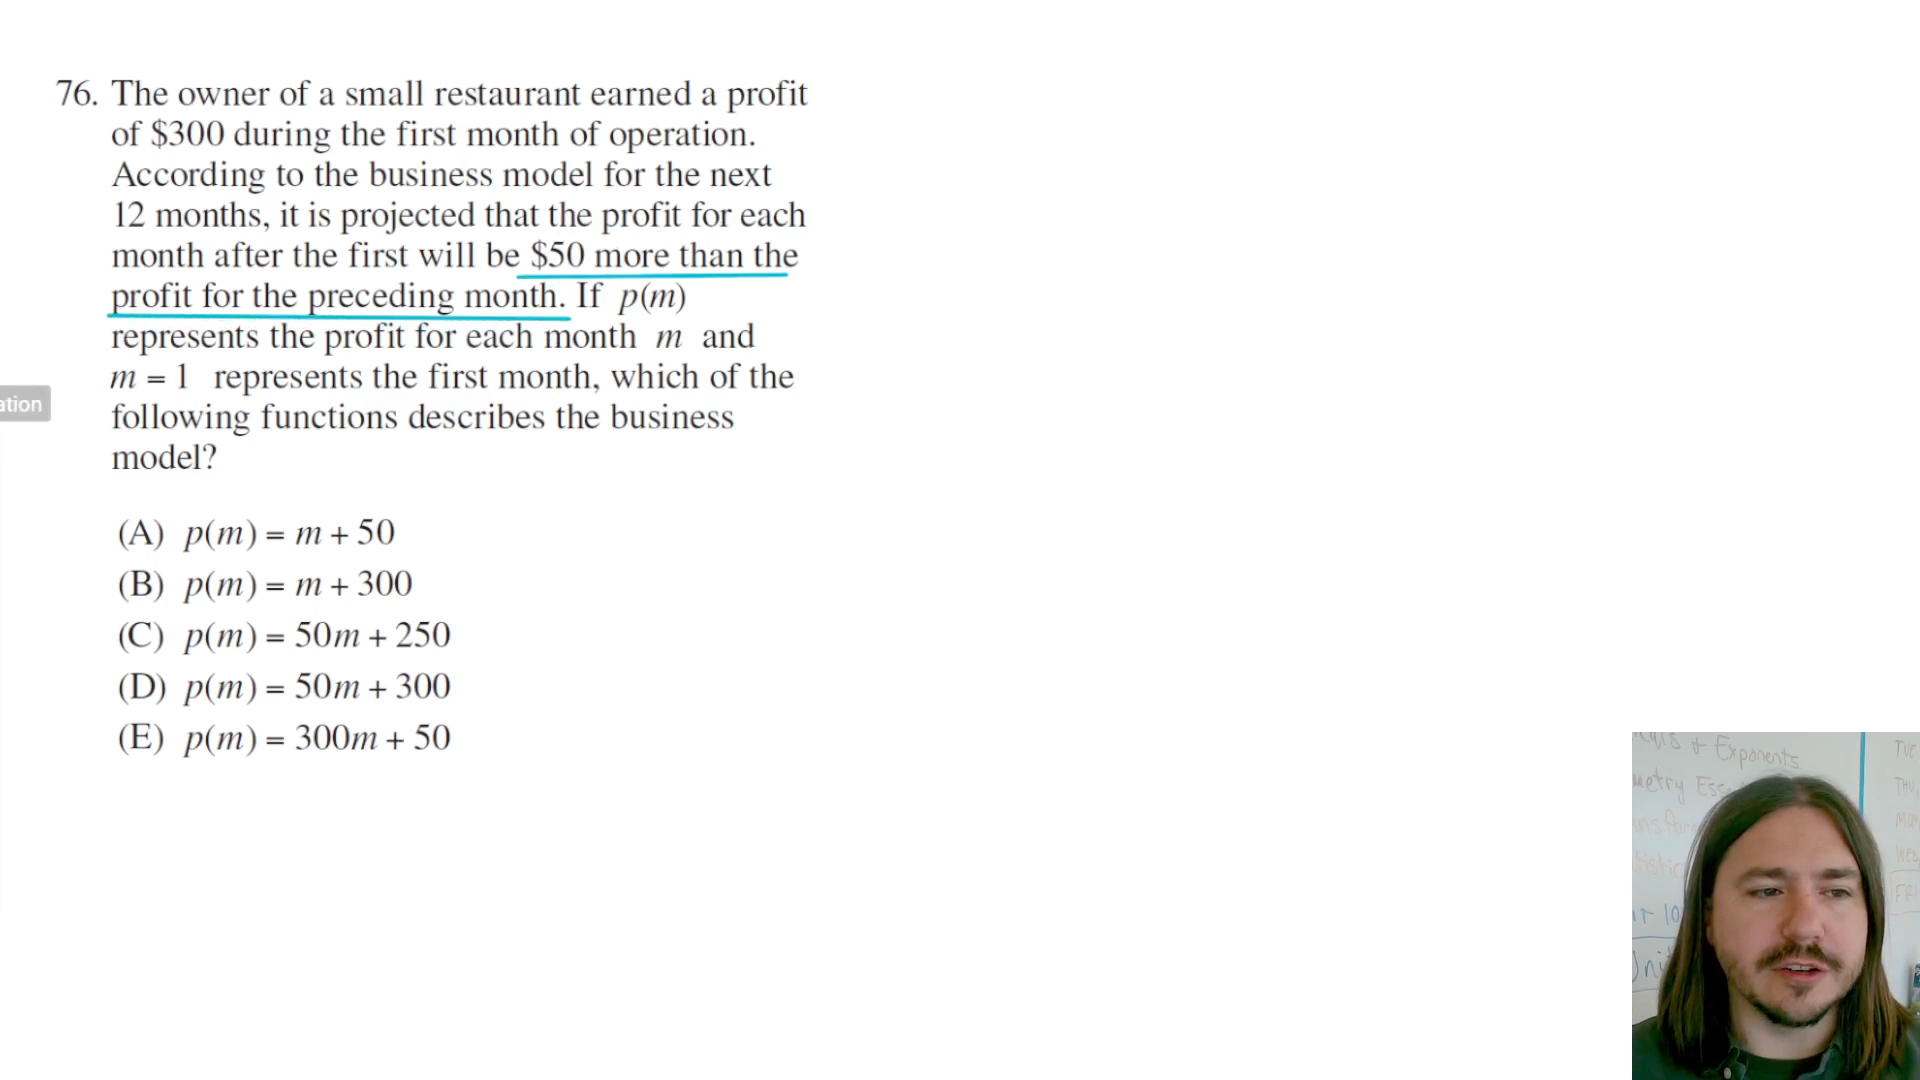 76. The owner of a small restaurant earned a profit
of $300 during the first month of operation.
According to the business model for the next
12 months, it is projected that the profit for each
month after the first will be $50 more than the
profit for the preceding month. If p(m)
represents the profit for each month m and
m = 1 represents the first month, which of the
ation
following functions describes the business
model?
(A) p(m) = m + 50
(B) p(m) = m + 300
(C) p(m) = 50m + 250
(D) p(m) = 50m + 300
(E) p(m) = 300m + 50
& Exponents
TUE
THU
WED
10